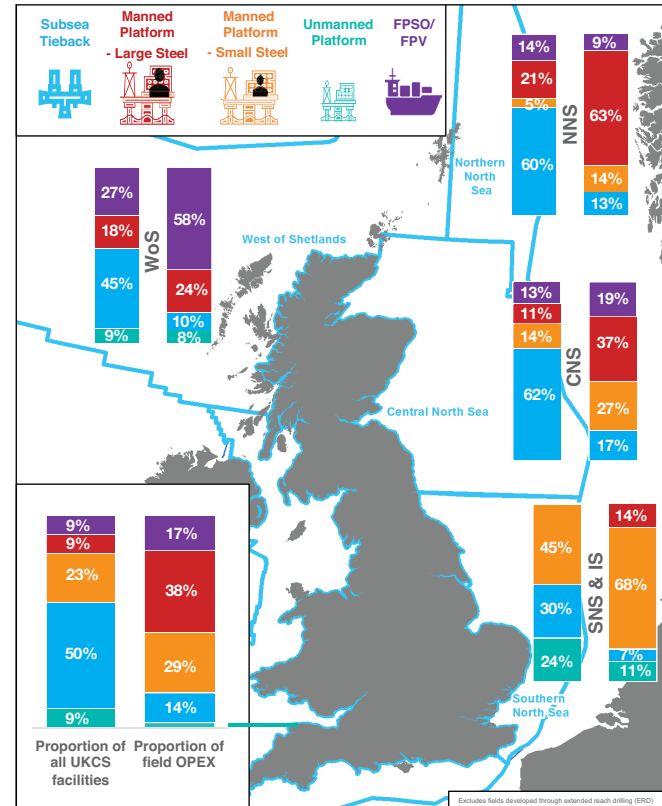 Subsea
Tieback
Manned
Platform
- Large Steel
Manned
Platform
- Small Steel
Unmanned
Platform
FPSO/
FPV
14%
21%
5%
60%
NNS
9%
63%
14%
13%
Northern
North
Sea
27%
18%
45%
9%
WoS
58%
24%
10%
8%
West of Shetlands
13%
11%
14%
62%
CNS
19%
37%
27%
17%
Central North Sea
45%
30%
24%
SNS & IS
14%
68%
7%
11%
Southern
North Sea
9%
9%
23%
50%
9%
17%
38%
29%
14%
Proportion of
all UKCS
facilities
Proportion of
field OPEX
Excludes fields developed through extended reach drilling (ERD)